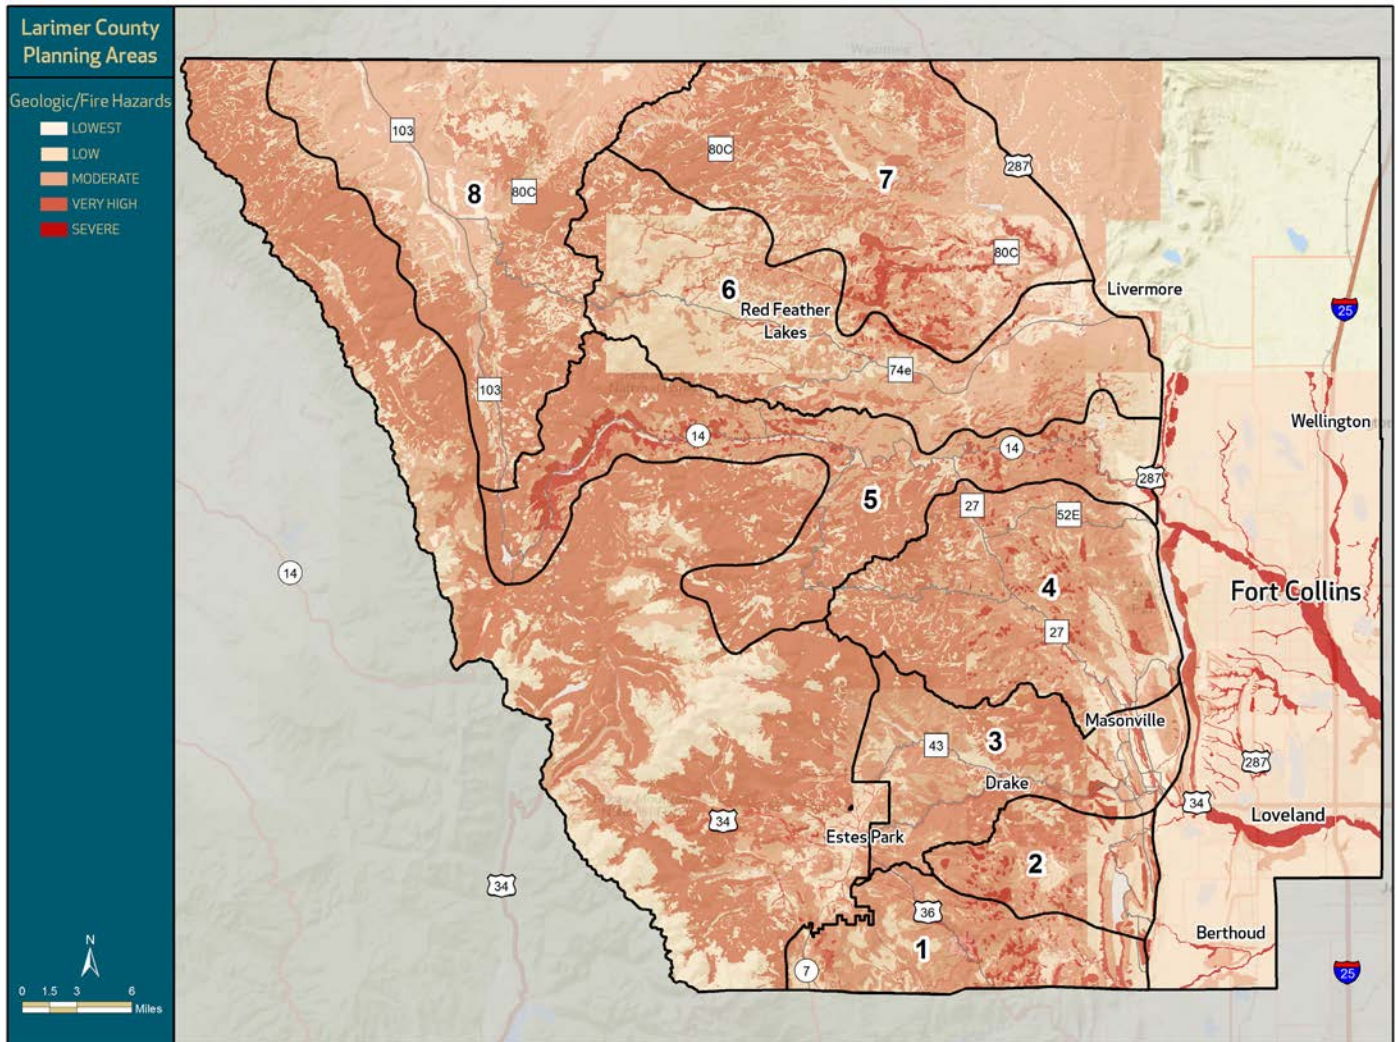 Larimer County
Planning Areas
Geologic/Fire Hazards
LOWEST
LOW
MODERATE
VERY HIGH
SEVERE
N
0 1.5 3 6
Miles
Wyoming
103
80C
8
80C
7
287
80C
6
Red Feather
Lakes
Livermore
25
74e
103
Wellington
14
14
287
5
27
52E
14
4
Fort Collins
27
Masonville
3
43
287
Drake
34
Loveland
34
Estes Park
2
34
36
1
Berthoud
7
25